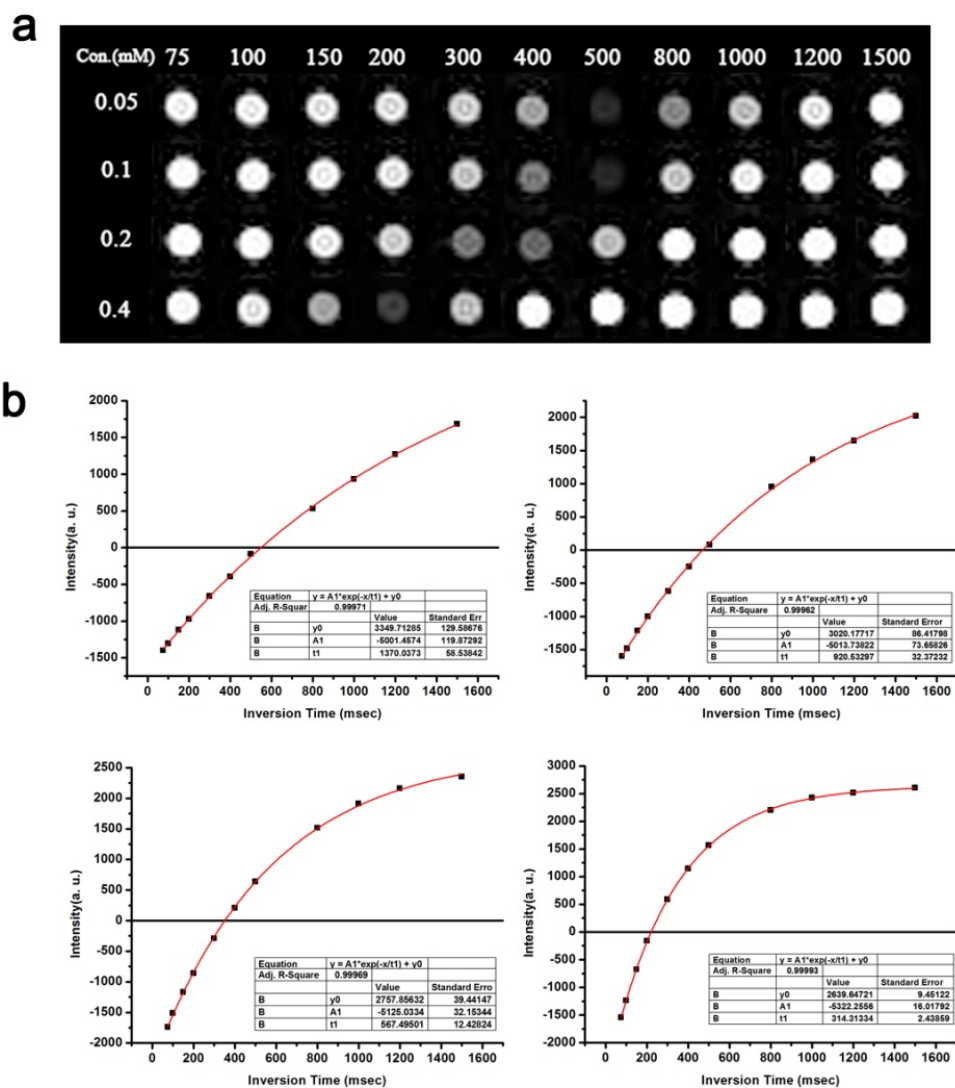 a
Con.(mM) 75 100 150 200 300 400 500 800 1000 1200 1500
0.05
0.1
0.2
0.4
b
2000
1500
1000
500
0
-500
-1000
-1500
Intensity(a. u.)
Equation y = A1*exp(-x/t1) + y0
Adj. R-Squar 0.99971
Value Standard Err
B y0 3349.71285 129.58676
B A1 -5001.4574 119.87292
B t1 1370.0373 58.53842
0 200 400 600 800 1000 1200 1400 1600
Inversion Time (msec)
2000
1500
1000
500
0
-500
-1000
-1500
Intensity(a. u.)
Equation y = A1*exp(-x/t1) + y0
Adj. R-Square 0.99962
Value Standard Error
B y0 3020.17717 86.41798
B A1 -5013.73822 73.65826
B t1 920.53297 32.37232
0 200 400 600 800 1000 1200 1400 1600
Inversion Time (msec)
2500
2000
1500
1000
500
0
-500
-1000
-1500
-2000
Intensity(a. u.)
Equation y = A1*exp(-x/t1) + y0
Adj. R-Square 0.99969
Value Standard Erro
B y0 2757.85632 39.44147
B A1 -5125.0334 32.15344
B t1 567.49501 12.42824
0 200 400 600 800 1000 1200 1400 1600
Inversion Time (msec)
3000
2500
2000
1500
1000
500
0
-500
-1000
-1500
-2000
Intensity(a. u.)
Equation y = A1*exp(-x/t1) + y0
Adj. R-Square 0.99993
Value Standard Error
B y0 2639.64721 9.45122
B A1 -5322.2556 16.01792
B t1 314.31334 2.43859
0 200 400 600 800 1000 1200 1400 1600
Inversion Time (msec)